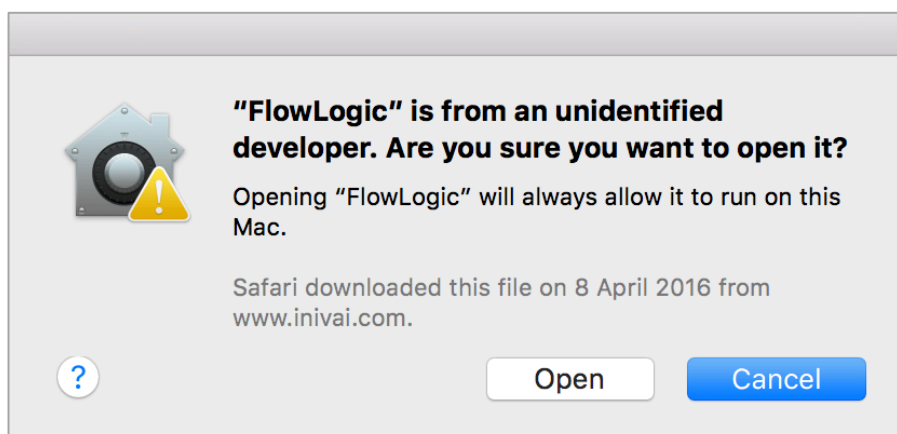 “FlowLogic” is from an unidentified
developer. Are you sure you want to open it?
Opening “FlowLogic” will always allow it to run on this
Mac.
Safari downloaded this file on 8 April 2016 from
www.inivai.com.
?
Open
Cancel